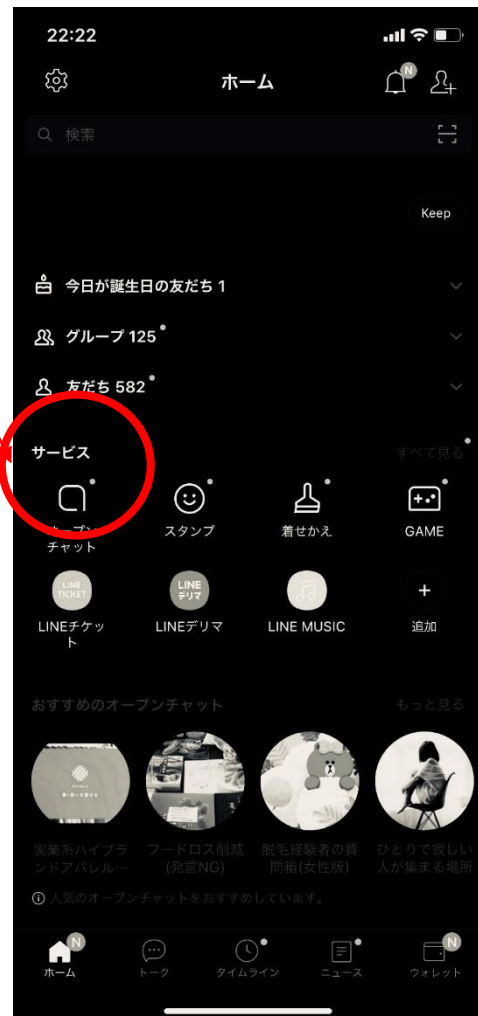 22:22
ホーム
N
検索
Keep
今日が誕生日の友だち 1
グループ 125
友だち 582
サービス
すべて見る
オープン
チャット
スタンプ
着せかえ
GAME
LINE
TICKET
LINE
デリマ
LINEチケッ
ト
LINEデリマ
LINE MUSIC
追加
おすすめのオープンチャット
もっと見る
実業系ハイブラ
ンドアパレル…
フードロス削減
(発言NG)
脱毛経験者の質
問箱(女性版)
ひとりで寂しい
人が集まる場所
人気のオープンチャットをおすすめしています。
N
N
ホーム
トーク
タイムライン
ニュース
ウォレット